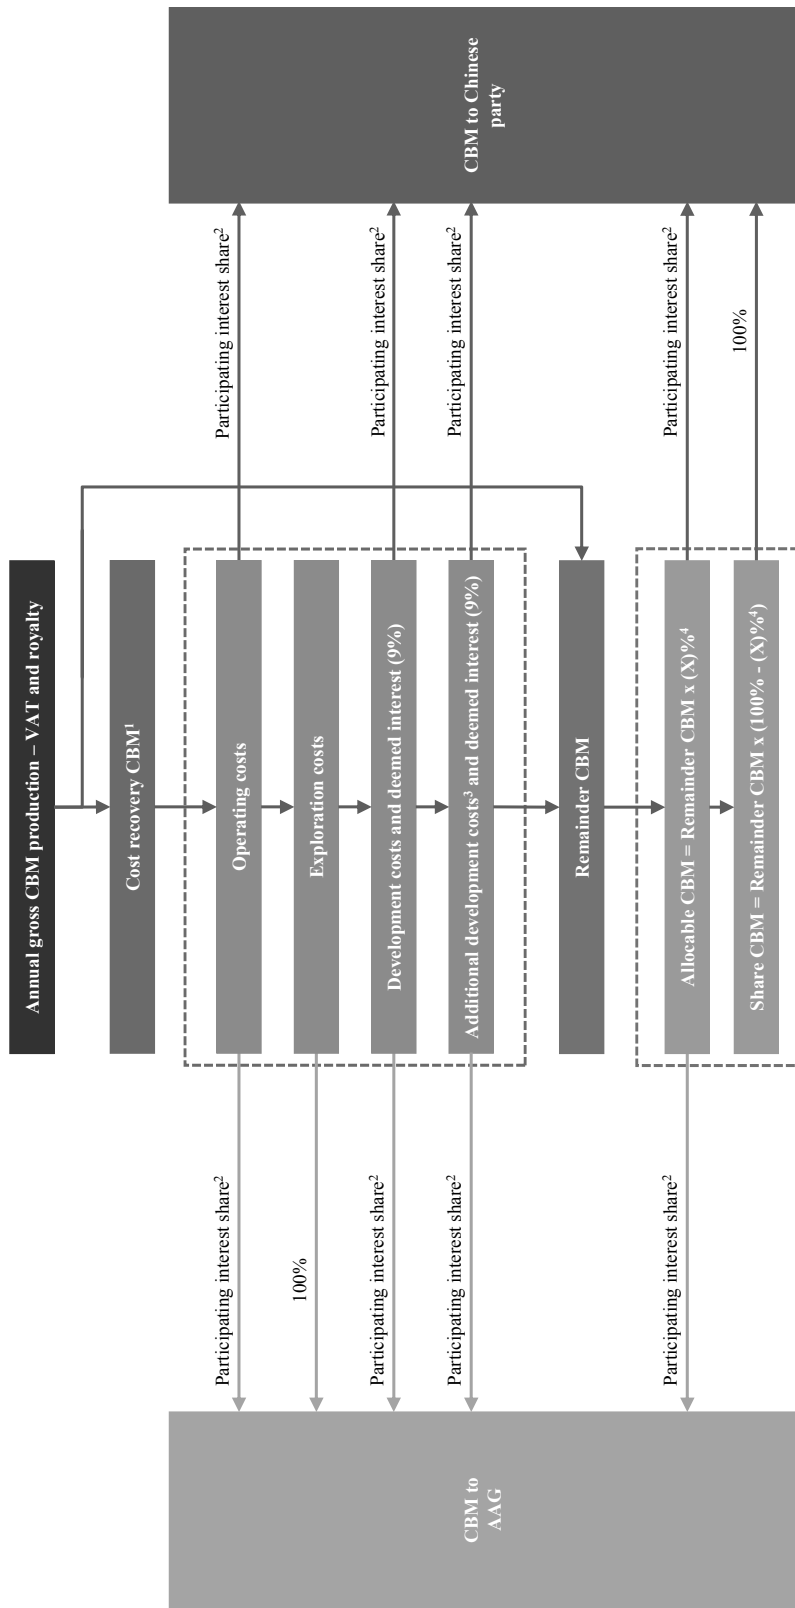 Annual gross CBM production – VAT and royalty
Cost recovery CBM¹
Participating interest share²
Operating costs
Participating interest share²
100%
Exploration costs
Participating interest share²
Development costs and deemed interest (9%)
Participating interest share²
Participating interest share²
Additional development costs³ and deemed interest (9%)
Participating interest share²
CBM to
AAG
CBM to Chinese
party
Remainder CBM
Participating interest share²
Allocable CBM = Remainder CBM x (X)%⁴
Participating interest share²
Share CBM = Remainder CBM x (100% - (X)%⁴)
100%